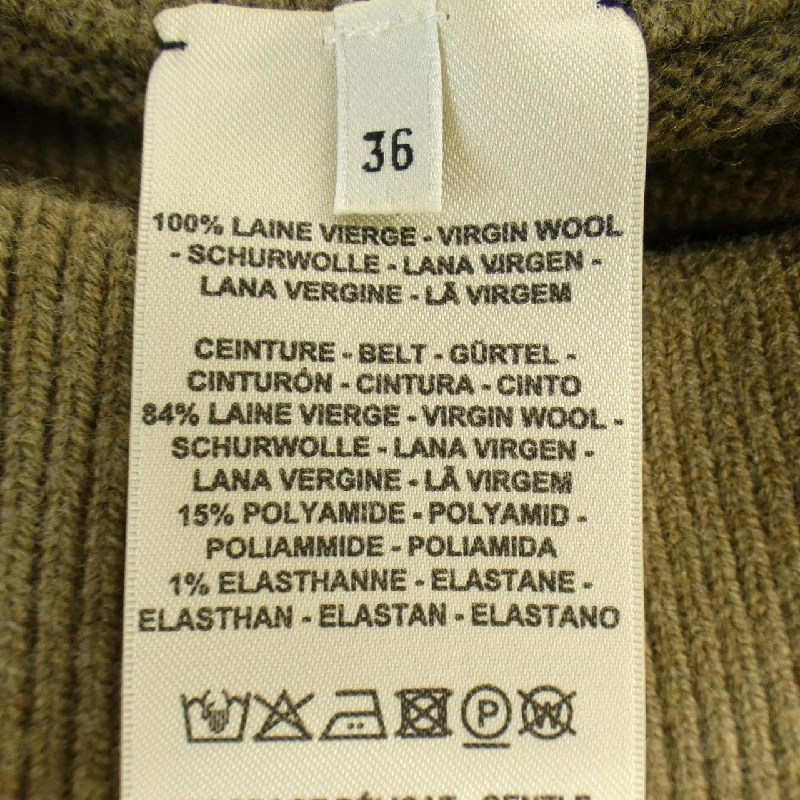 36
100% LAINE VIERGE - VIRGIN WOOL
- SCHURWOLLE - LANA VIRGEN -
LANA VERGINE - LÃ VIRGEM
CEINTURE - BELT - GÜRTEL -
CINTURÓN - CINTURA - CINTO
84% LAINE VIERGE - VIRGIN WOOL -
SCHURWOLLE - LANA VIRGEN -
LANA VERGINE - LÃ VIRGEM
15% POLYAMIDE - POLYAMID -
POLIAMMIDE - POLIAMIDA
1% ELASTHANNE - ELASTANE -
ELASTHAN - ELASTAN - ELASTANO
P W